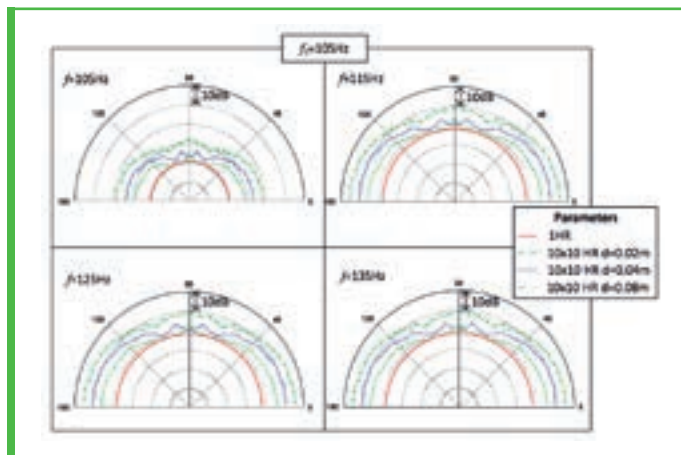 f₀=105Hz
f=105Hz
10dB
f=115Hz
10dB
f=125Hz
10dB
f=135Hz
10dB
Parameters
1HR
10x10 HR d=0.02m
10x10 HR d=0.04m
10x10 HR d=0.08m